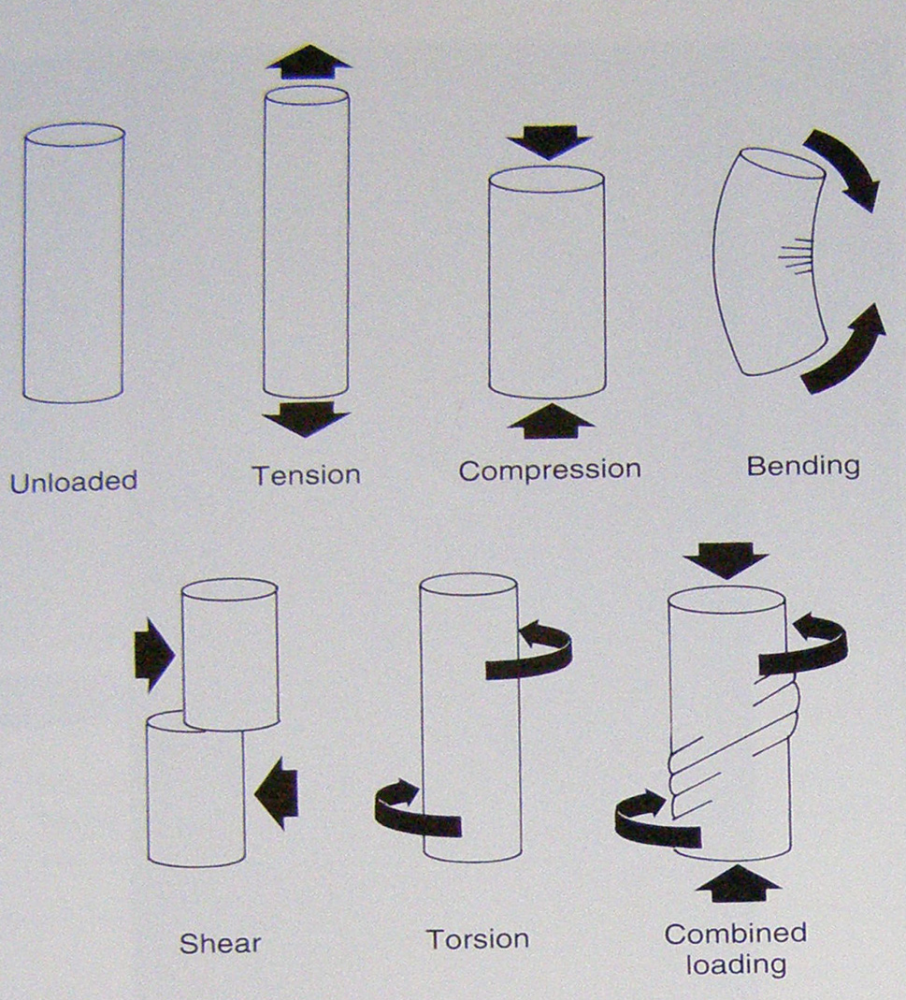 Unloaded
Tension
Compression
Bending
Shear
Torsion
Combined
loading